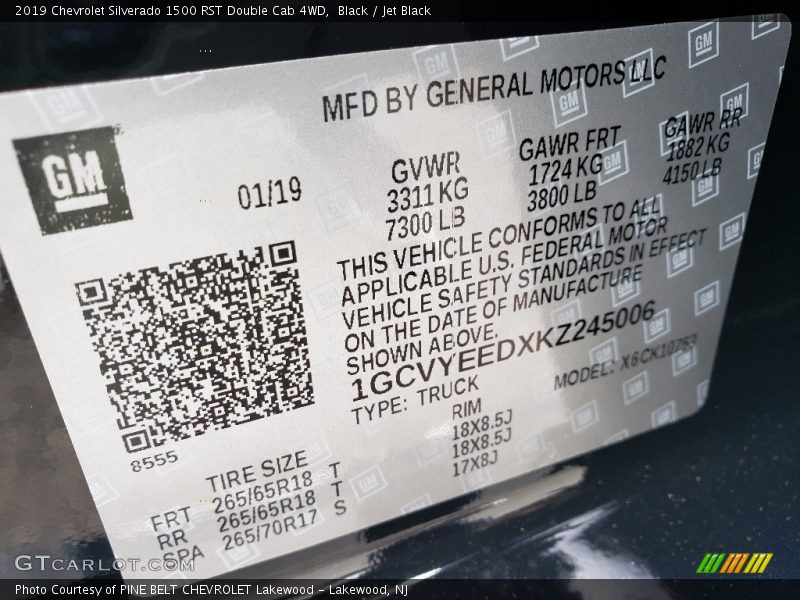 2019 Chevrolet Silverado 1500 RST Double Cab 4WD, Black / Jet Black
MFD BY GENERAL MOTORS LLC
GM
01/19
GVWR
3311 KG
7300 LB
GAWR FRT
1724 KG
3800 LB
GAWR RR
1882 KG
4150 LB
THIS VEHICLE CONFORMS TO ALL
APPLICABLE U.S. FEDERAL MOTOR
VEHICLE SAFETY STANDARDS IN EFFECT
ON THE DATE OF MANUFACTURE
SHOWN ABOVE.
1GCVYEEDXKZ245006
TYPE: TRUCK
MODEL: X6CK10753
8555
TIRE SIZE
RIM
FRT 265/65R18 T 18X8.5J
RR 265/65R18 T 18X8.5J
SPA 265/70R17 S 17X8J
GTCARLOT.COM
Photo Courtesy of PINE BELT CHEVROLET Lakewood - Lakewood, NJ